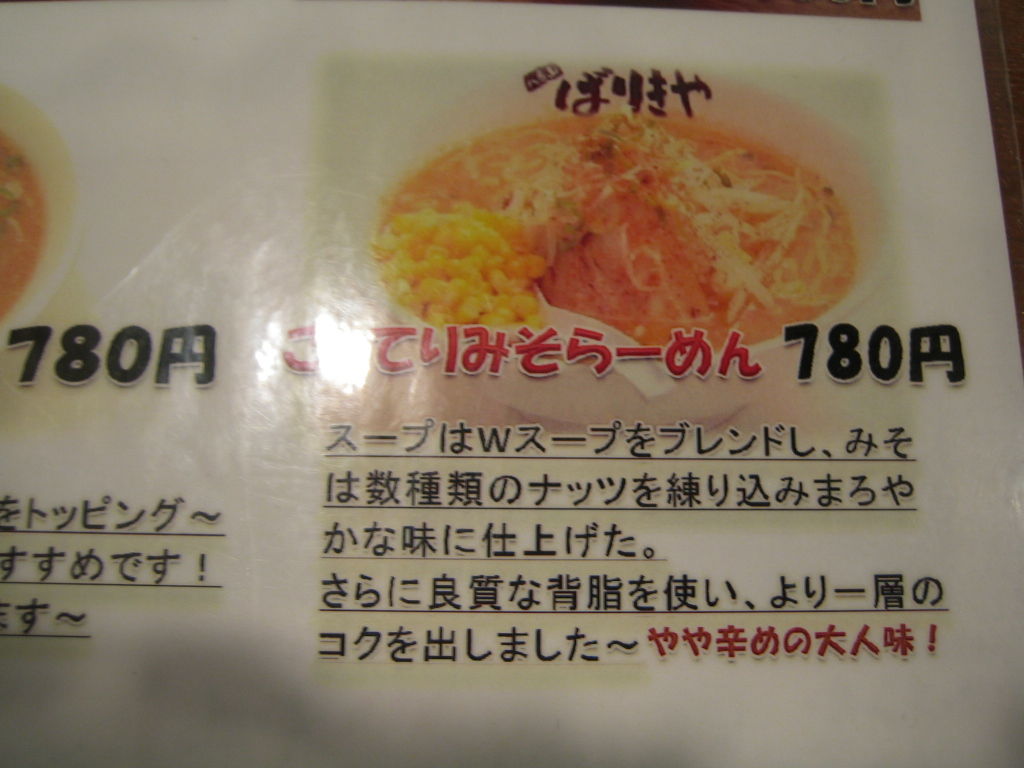 ばりきや
780円
こってりみそらーめん 780円
スープはWスープをブレンドし、みそ
は数種類のナッツを練り込みまろや
かな味に仕上げた。
さらに良質な背脂を使い、より一層の
コクを出しました～やや辛めの大人味！
をトッピング～
すすめです！
ます～